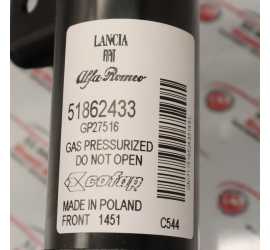 LANCIA
FIAT
Alfa Romeo
51862433
GP27516
GAS PRESSURIZED
DO NOT OPEN
cofap
MADE IN POLAND
FRONT 1451
C544